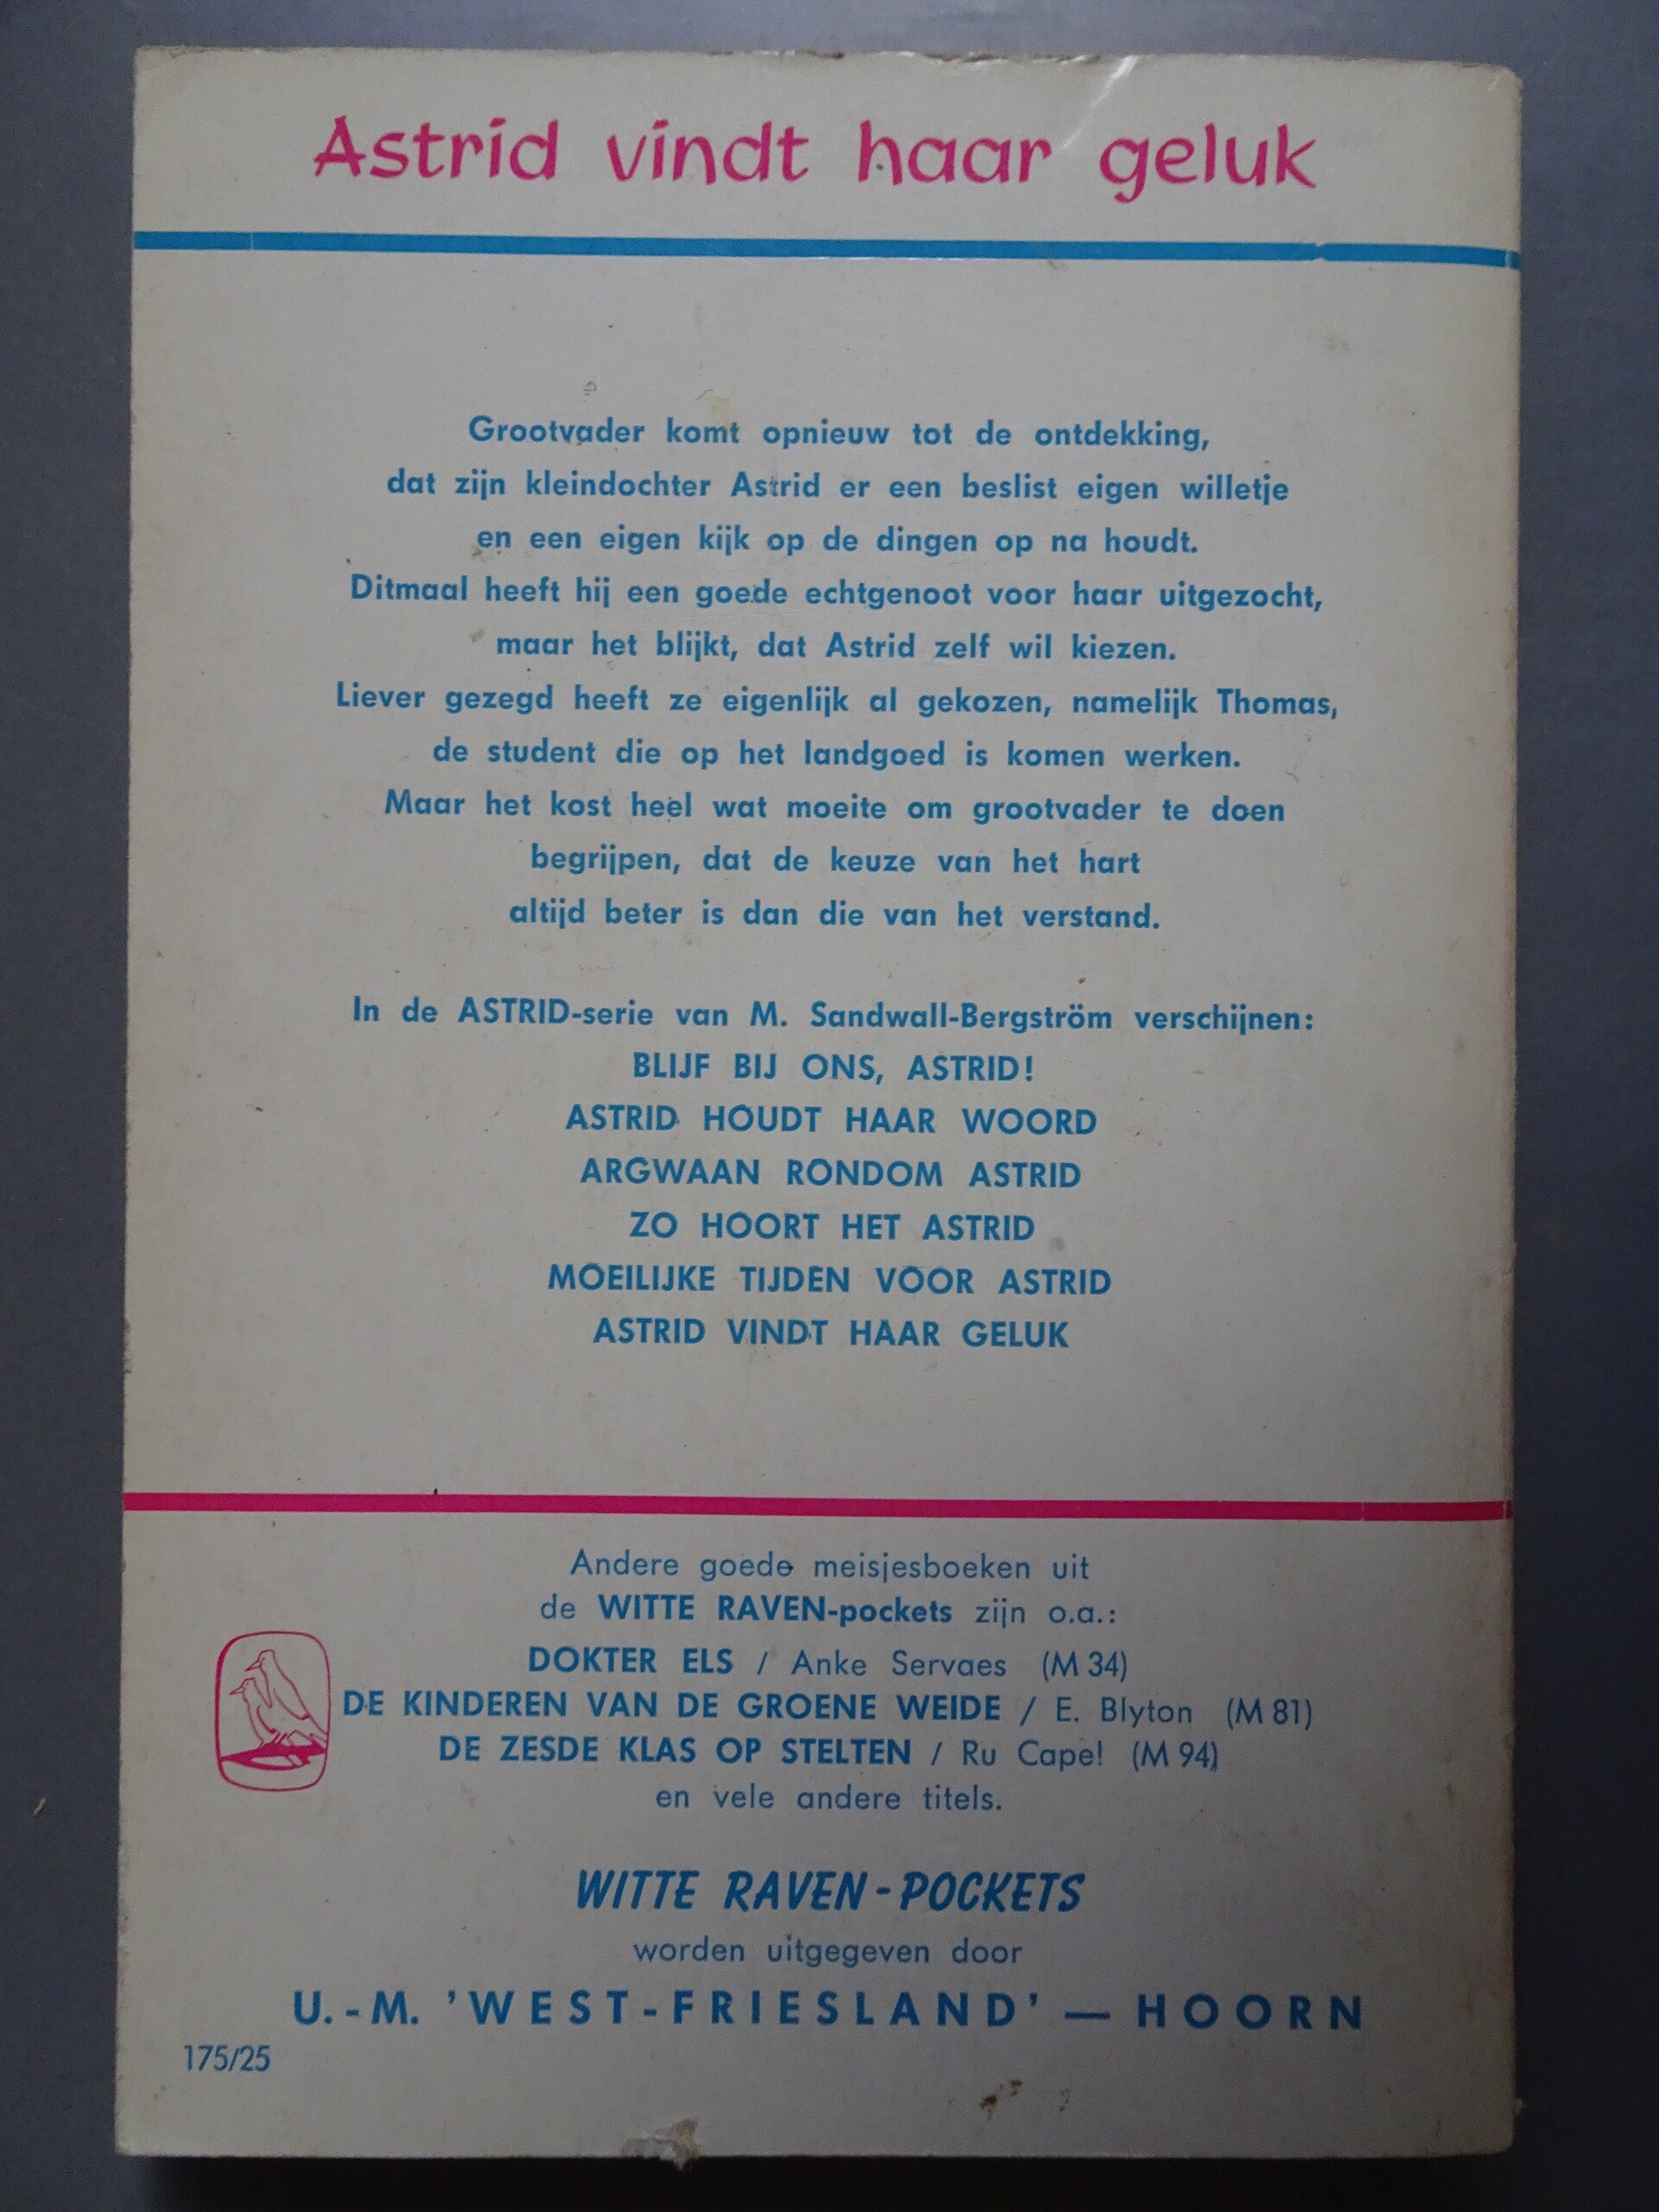 Astrid vindt haar geluk
Grootvader komt opnieuw tot de ontdekking,
dat zijn kleindochter Astrid er een beslist eigen willetje
en een eigen kijk op de dingen op na houdt.
Ditmaal heeft hij een goede echtgenoot voor haar uitgezocht,
maar het blijkt, dat Astrid zelf wil kiezen.
Liever gezegd heeft ze eigenlijk al gekozen, namelijk Thomas,
de student die op het landgoed is komen werken.
Maar het kost heel wat moeite om grootvader te doen
begrijpen, dat de keuze van het hart
altijd beter is dan die van het verstand.
In de ASTRID-serie van M. Sandwall-Bergström verschijnen:
BLIJF BIJ ONS, ASTRID!
ASTRID HOUDT HAAR WOORD
ARGWAAN RONDOM ASTRID
ZO HOORT HET ASTRID
MOEILIJKE TIJDEN VOOR ASTRID
ASTRID VINDT HAAR GELUK
Andere goede meisjesboeken uit
de WITTE RAVEN-pockets zijn o.a.:
DOKTER ELS / Anke Servaes (M 34)
DE KINDEREN VAN DE GROENE WEIDE / E. Blyton (M 81)
DE ZESDE KLAS OP STELTEN / Ru Capel (M 94)
en vele andere titels.
WITTE RAVEN-POCKETS
worden uitgegeven door
U.-M. 'WEST-FRIESLAND' — HOORN
175/25